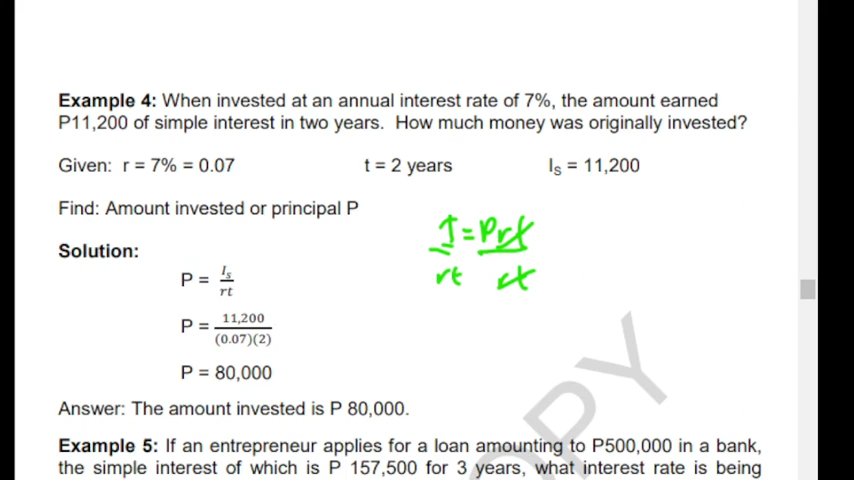 Example 4: When invested at an annual interest rate of 7%, the amount earned
P11,200 of simple interest in two years. How much money was originally invested?
Given: r = 7% = 0.07 t = 2 years Is = 11,200
Find: Amount invested or principal P
I = Prt
rt rt
Solution:
P = Is/rt
P = 11,200/(0.07)(2)
P = 80,000
Answer: The amount invested is P 80,000.
Example 5: If an entrepreneur applies for a loan amounting to P500,000 in a bank,
the simple interest of which is P 157,500 for 3 years, what interest rate is being
OPY